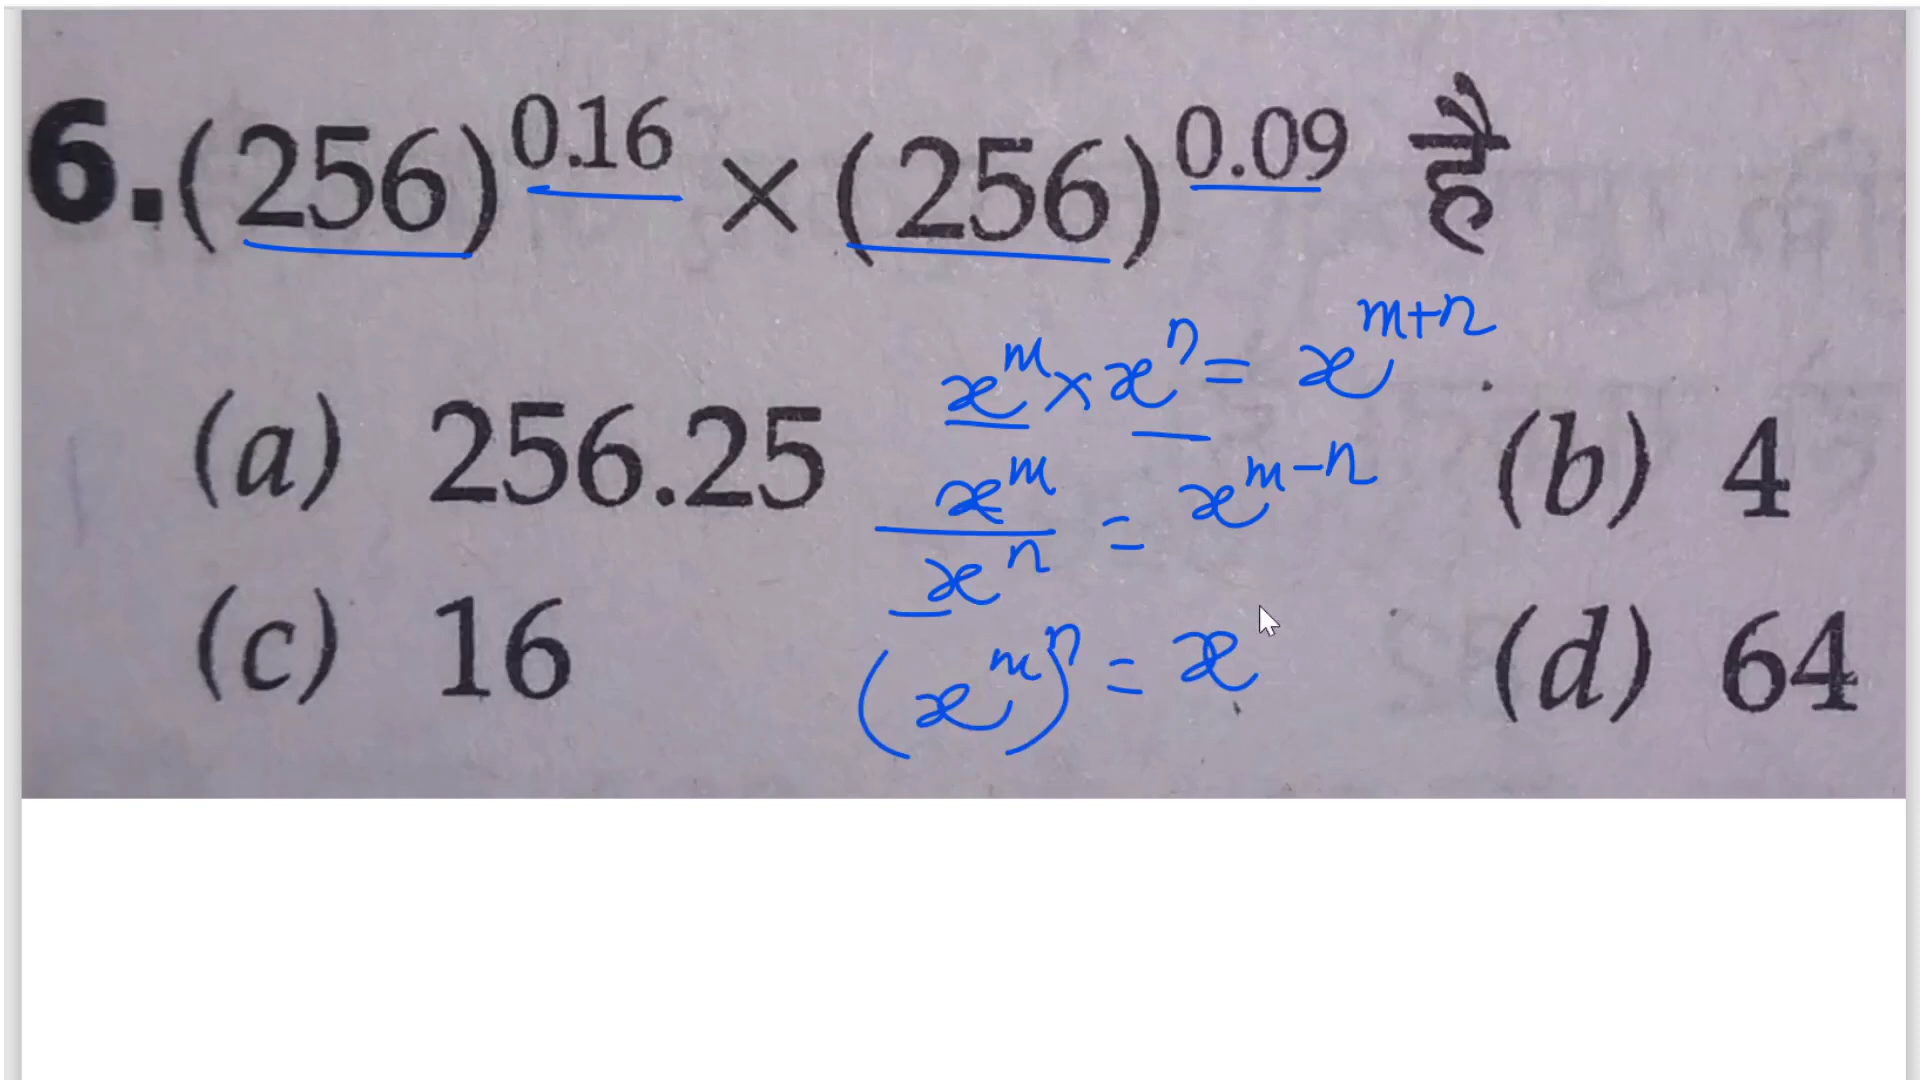 6. (256)^0.16 × (256)^0.09 है
x^m × x^n = x^(m+n)
(a) 256.25 (b) 4
x^m / x^n = x^(m-n)
(c) 16 (d) 64
(x^m)^n = x